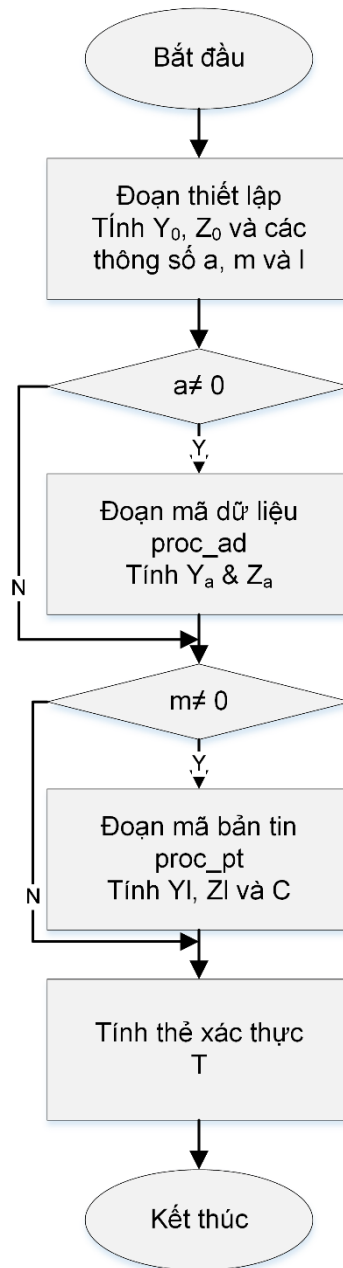 Bắt đầu
Đoạn thiết lập
TÍnh Y₀, Z₀ và các
thông số a, m và l
a≠ 0
Y
Đoạn mã dữ liệu
proc_ad
Tính Yₐ & Zₐ
N
m≠ 0
Y
Đoạn mã bản tin
proc_pt
Tính Yl, Zl và C
N
Tính thẻ xác thực
T
Kết thúc